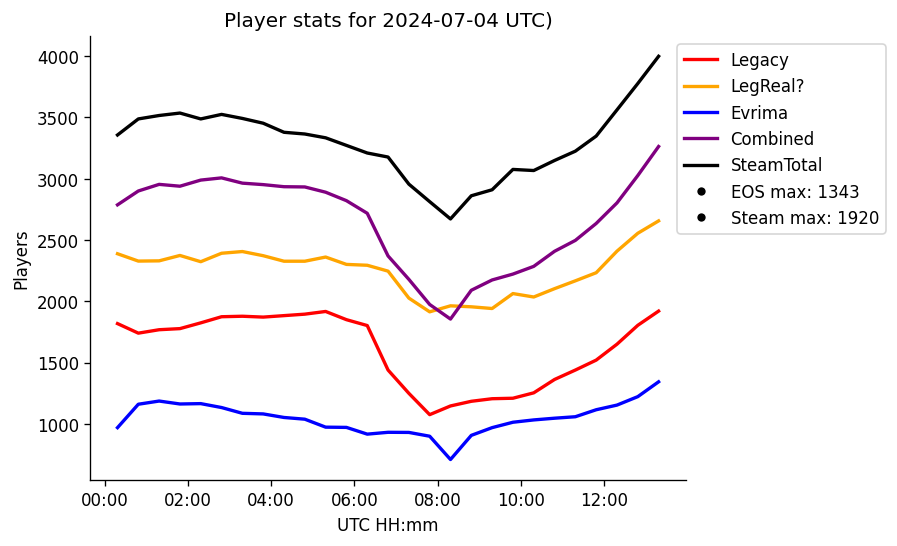 Player stats for 2024-07-04 UTC)
4000
3500
3000
2500
2000
1500
1000
Players
00:00 02:00 04:00 06:00 08:00 10:00 12:00
UTC HH:mm
Legacy
LegReal?
Evrima
Combined
SteamTotal
EOS max: 1343
Steam max: 1920